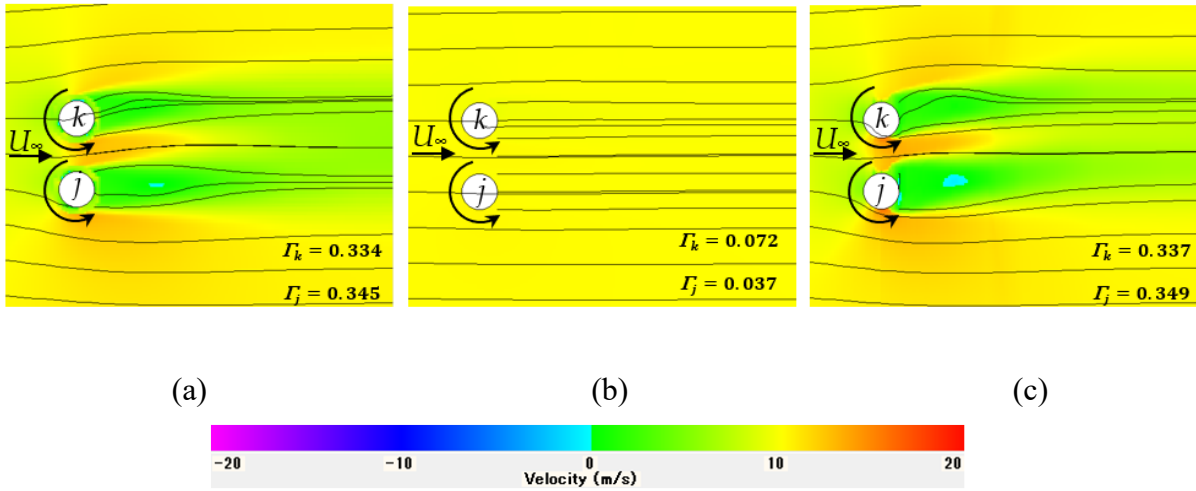 k
U∞
j
Γk = 0.334
Γj = 0.345
k
U∞
j
Γk = 0.072
Γj = 0.037
k
U∞
j
Γk = 0.337
Γj = 0.349
(a) (b) (c)
-20 -10 0 10 20
Velocity (m/s)